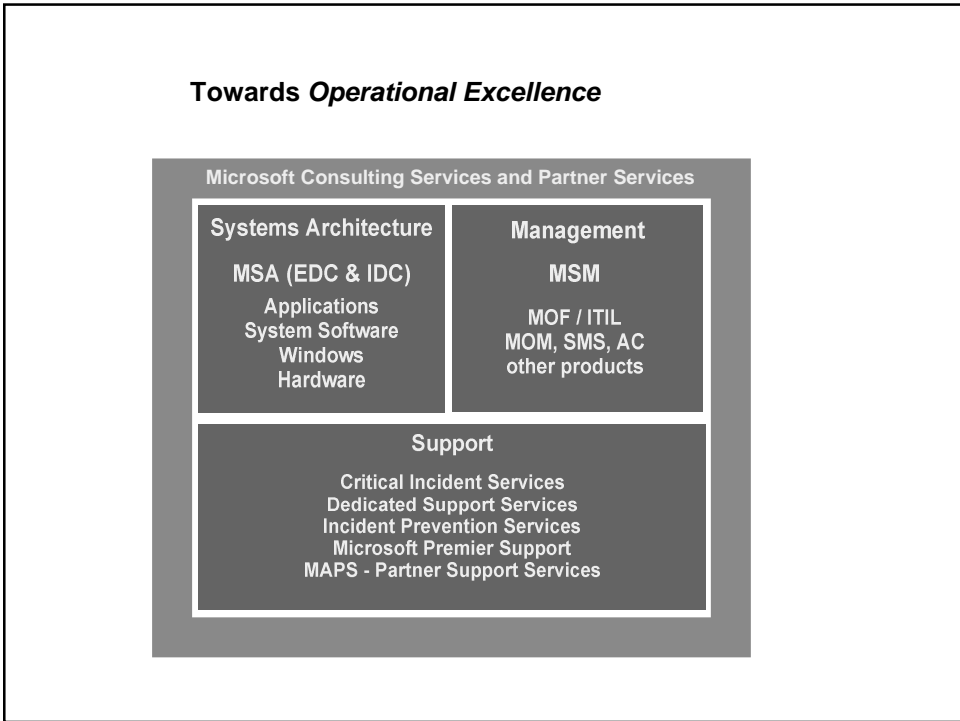 Towards Operational Excellence
Microsoft Consulting Services and Partner Services
Systems Architecture
MSA (EDC & IDC)
Applications
System Software
Windows
Hardware
Management
MSM
MOF / ITIL
MOM, SMS, AC
other products
Support
Critical Incident Services
Dedicated Support Services
Incident Prevention Services
Microsoft Premier Support
MAPS - Partner Support Services